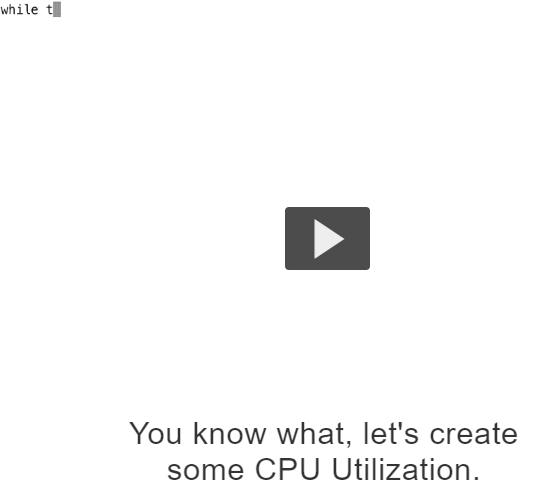 while t
You know what, let's create
some CPU Utilization.